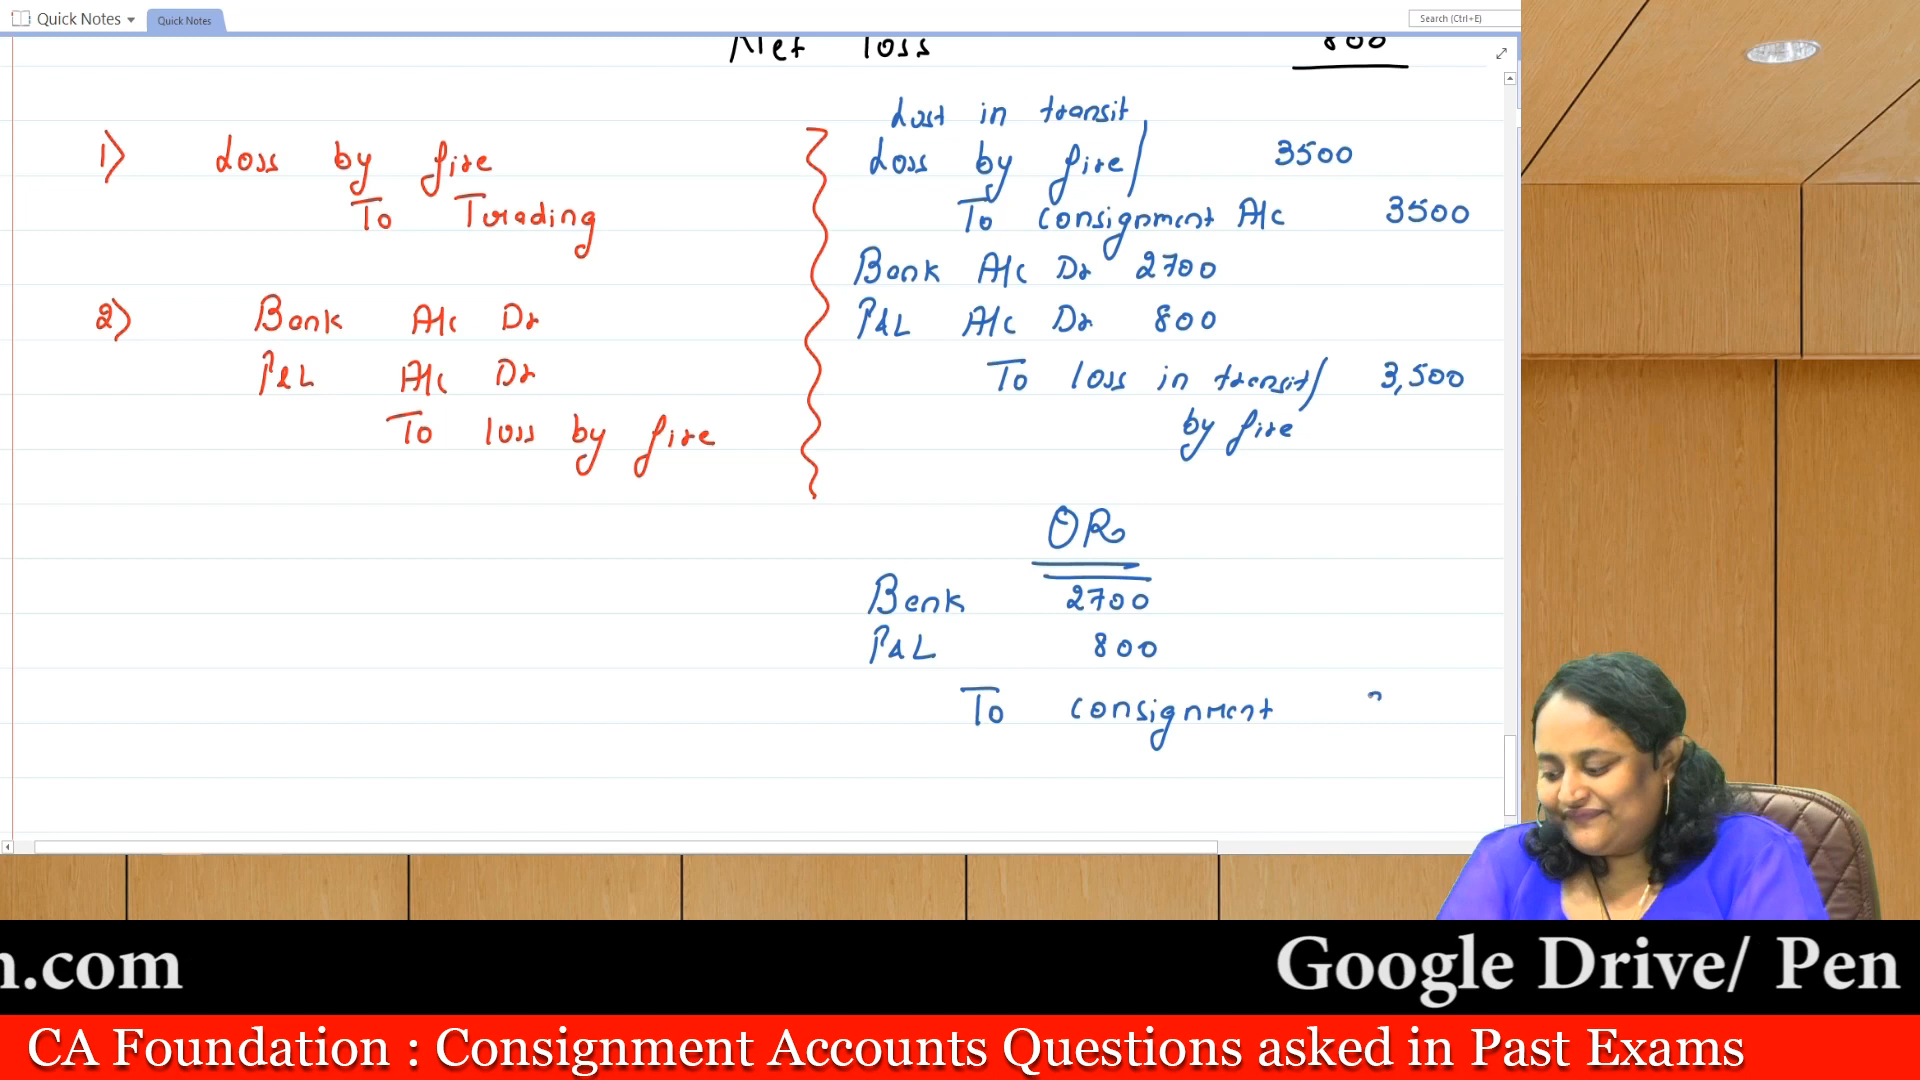 Quick Notes
Quick Notes
Search (Ctrl+E)
Net loss 800
1) Loss by fire
To Trading
2) Bank A/c Dr
P&L A/c Dr
To loss by fire
Lost in transit /
Loss by fire 3500
To consignment A/c 3500
Bank A/c Dr 2700
P&L A/c Dr 800
To loss in transit/ 3,500
by fire
OR
Bank 2700
P&L 800
To consignment
n.com
Google Drive/ Pen
CA Foundation : Consignment Accounts Questions asked in Past Exams